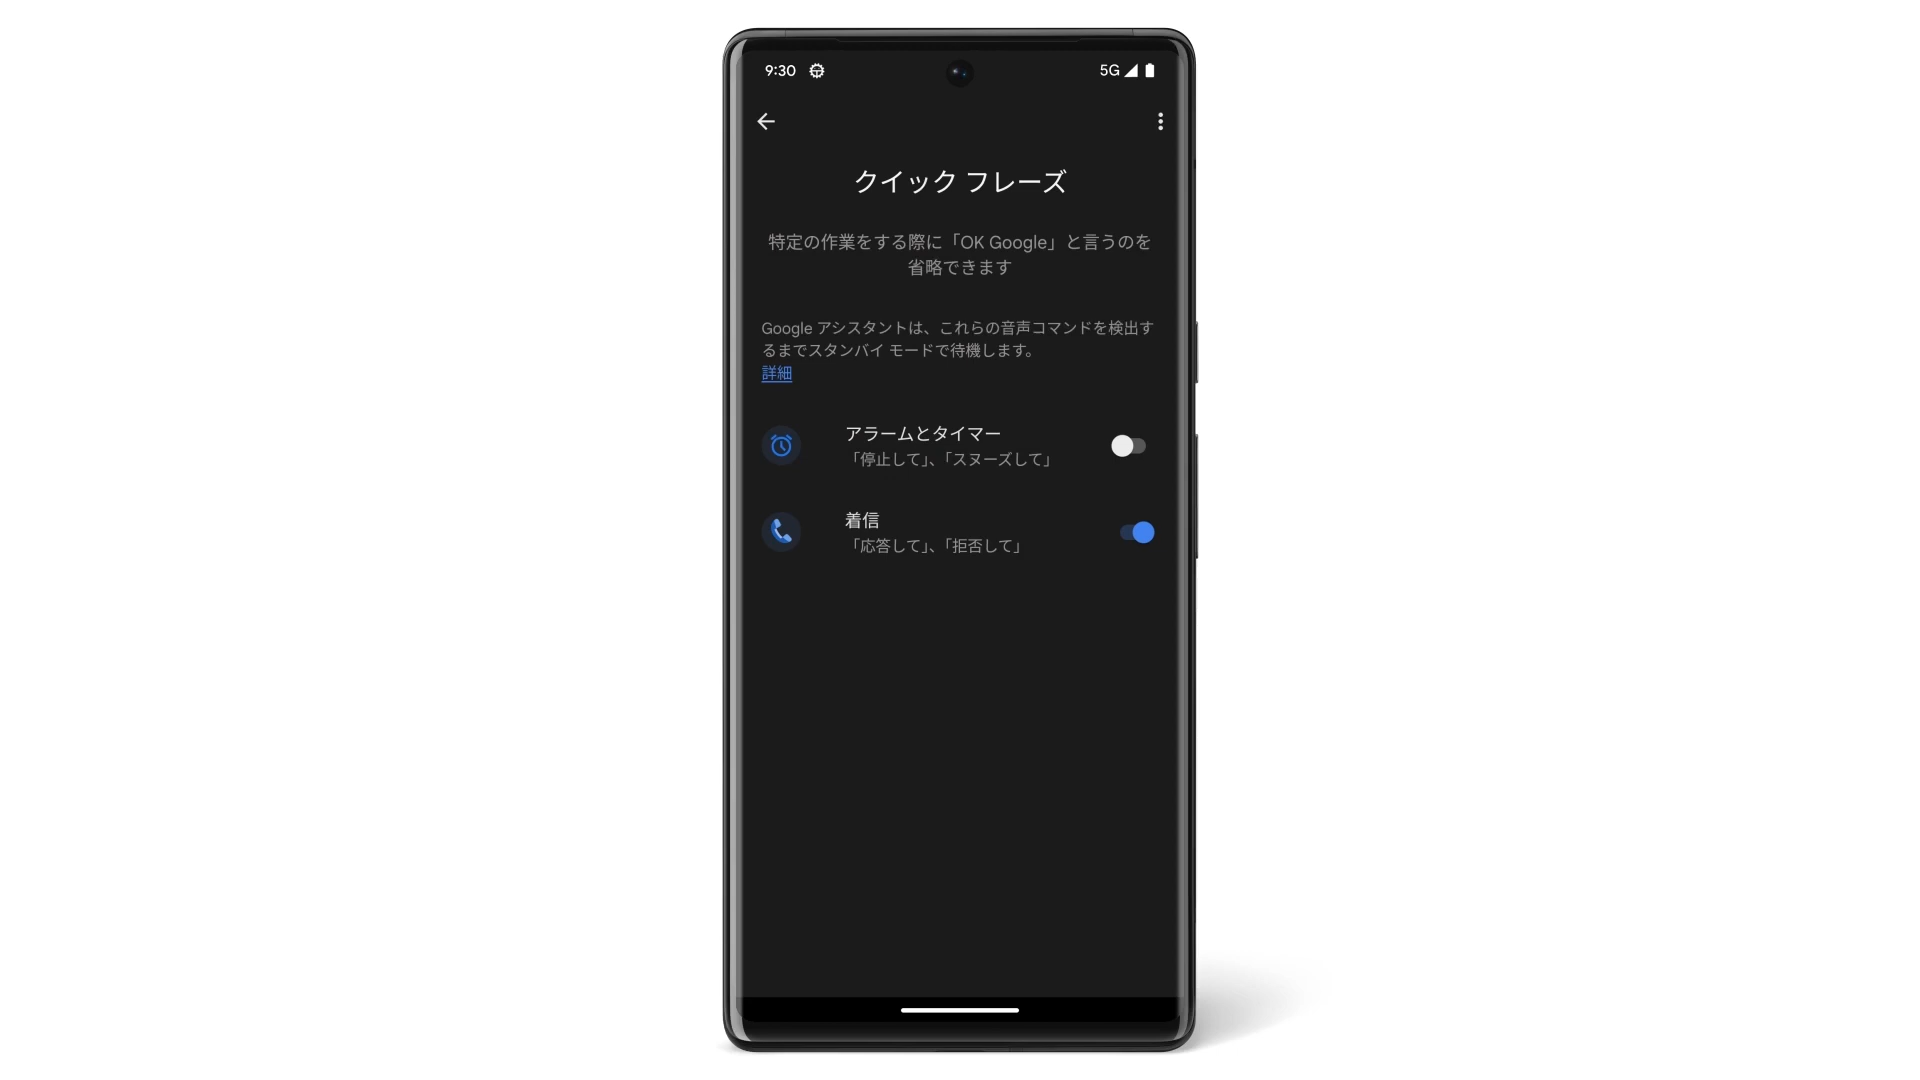 9:30 5G
クイック フレーズ
特定の作業をする際に「OK Google」と言うのを
省略できます
Google アシスタントは、これらの音声コマンドを検出す
るまでスタンバイ モードで待機します。
詳細
アラームとタイマー
「停止して」、「スヌーズして」
着信
「応答して」、「拒否して」